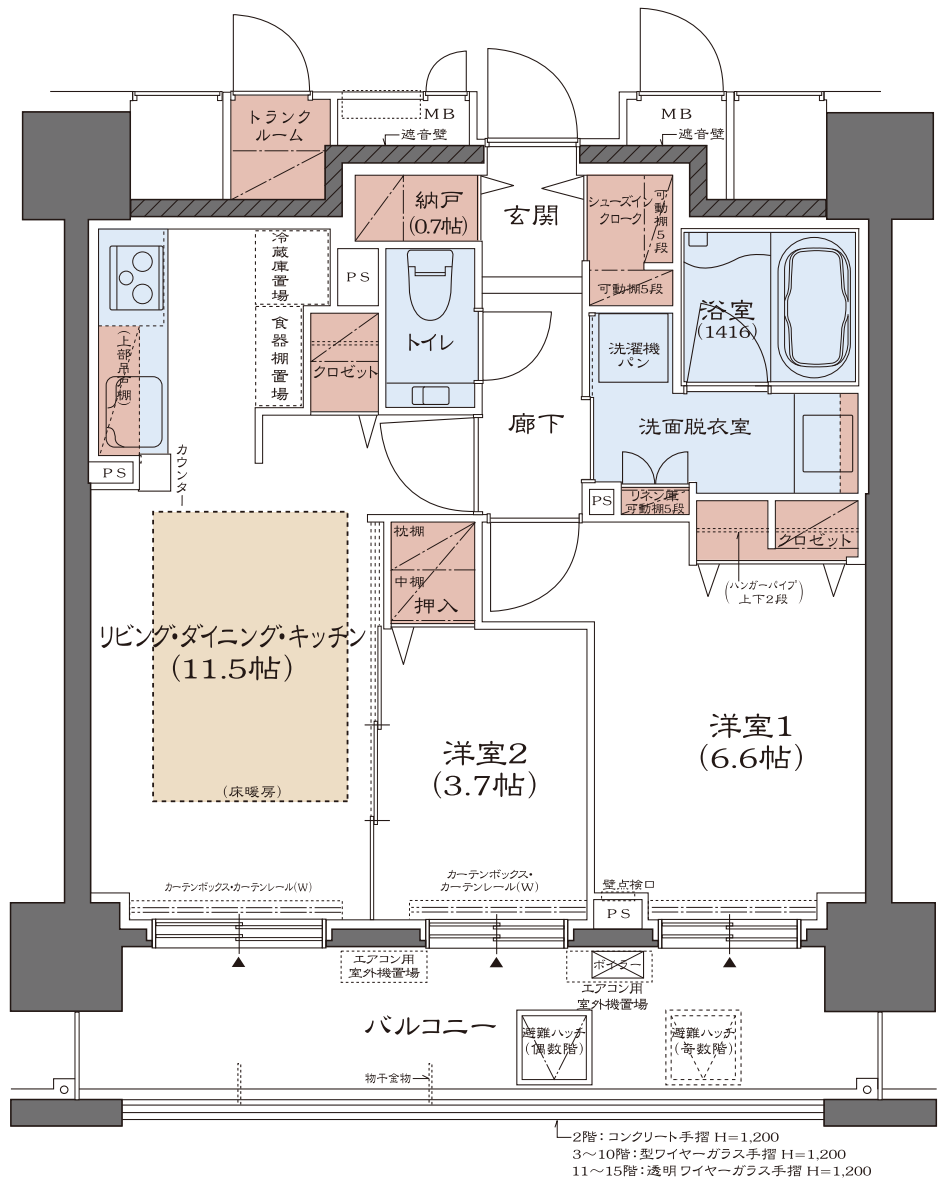 トランク
ルーム
MB
遮音壁
MB
遮音壁
納戸
(0.7帖)
玄関
シューズイン
クローク
可動棚5段
可動棚5段
冷蔵庫置場
PS
食器棚置場
クロゼット
トイレ
浴室
(1416)
洗濯機
パン
(上部吊戸棚)
廊下
洗面脱衣室
PS
カウンター
PS
リネン庫
可動棚5段
クロゼット
(ハンガーパイプ
上下2段)
枕棚
中棚
押入
リビング・ダイニング・キッチン
(11.5帖)
(床暖房)
洋室2
(3.7帖)
洋室1
(6.6帖)
カーテンボックス・カーテンレール(W)
カーテンボックス・
カーテンレール(W)
壁点検口
PS
エアコン用
室外機置場
ボイラー
エアコン用
室外機置場
バルコニー
避難ハッチ
(偶数階)
避難ハッチ
(奇数階)
物干金物
2階：コンクリート手摺 H=1,200
3〜10階：型ワイヤーガラス手摺 H=1,200
11〜15階：透明ワイヤーガラス手摺 H=1,200